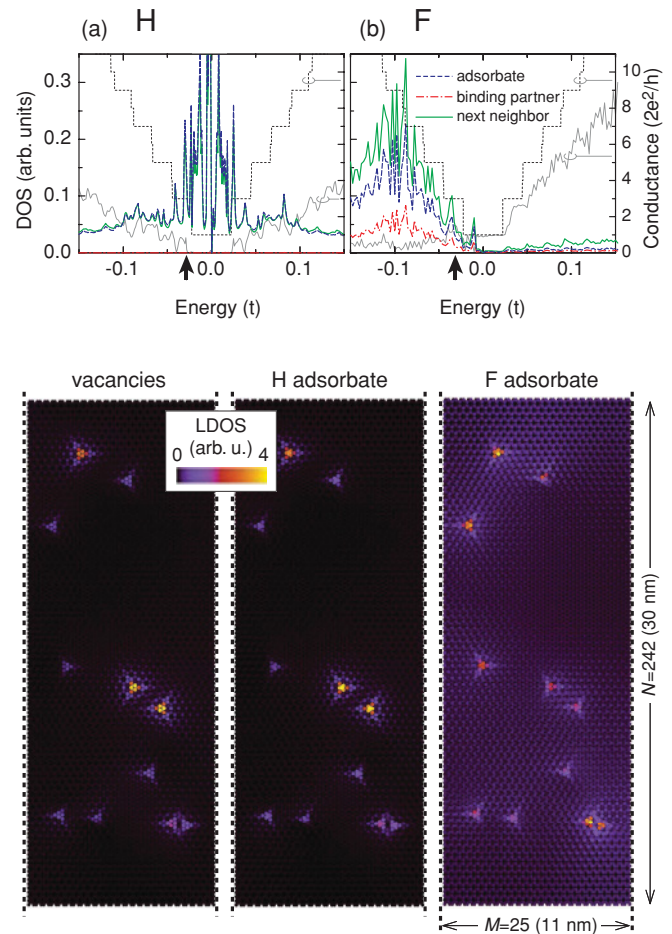 (a) H
(b) F
DOS (arb. units)
0.3
0.2
0.1
0.0
-0.1
0.0
0.1
Energy (t)
adsorbate
binding partner
next neighbor
10
8
6
4
2
0
Conductance (2e²/h)
-0.1
0.0
0.1
Energy (t)
vacancies
H adsorbate
F adsorbate
LDOS
0 (arb. u.) 4
N=242 (30 nm)
M=25 (11 nm)